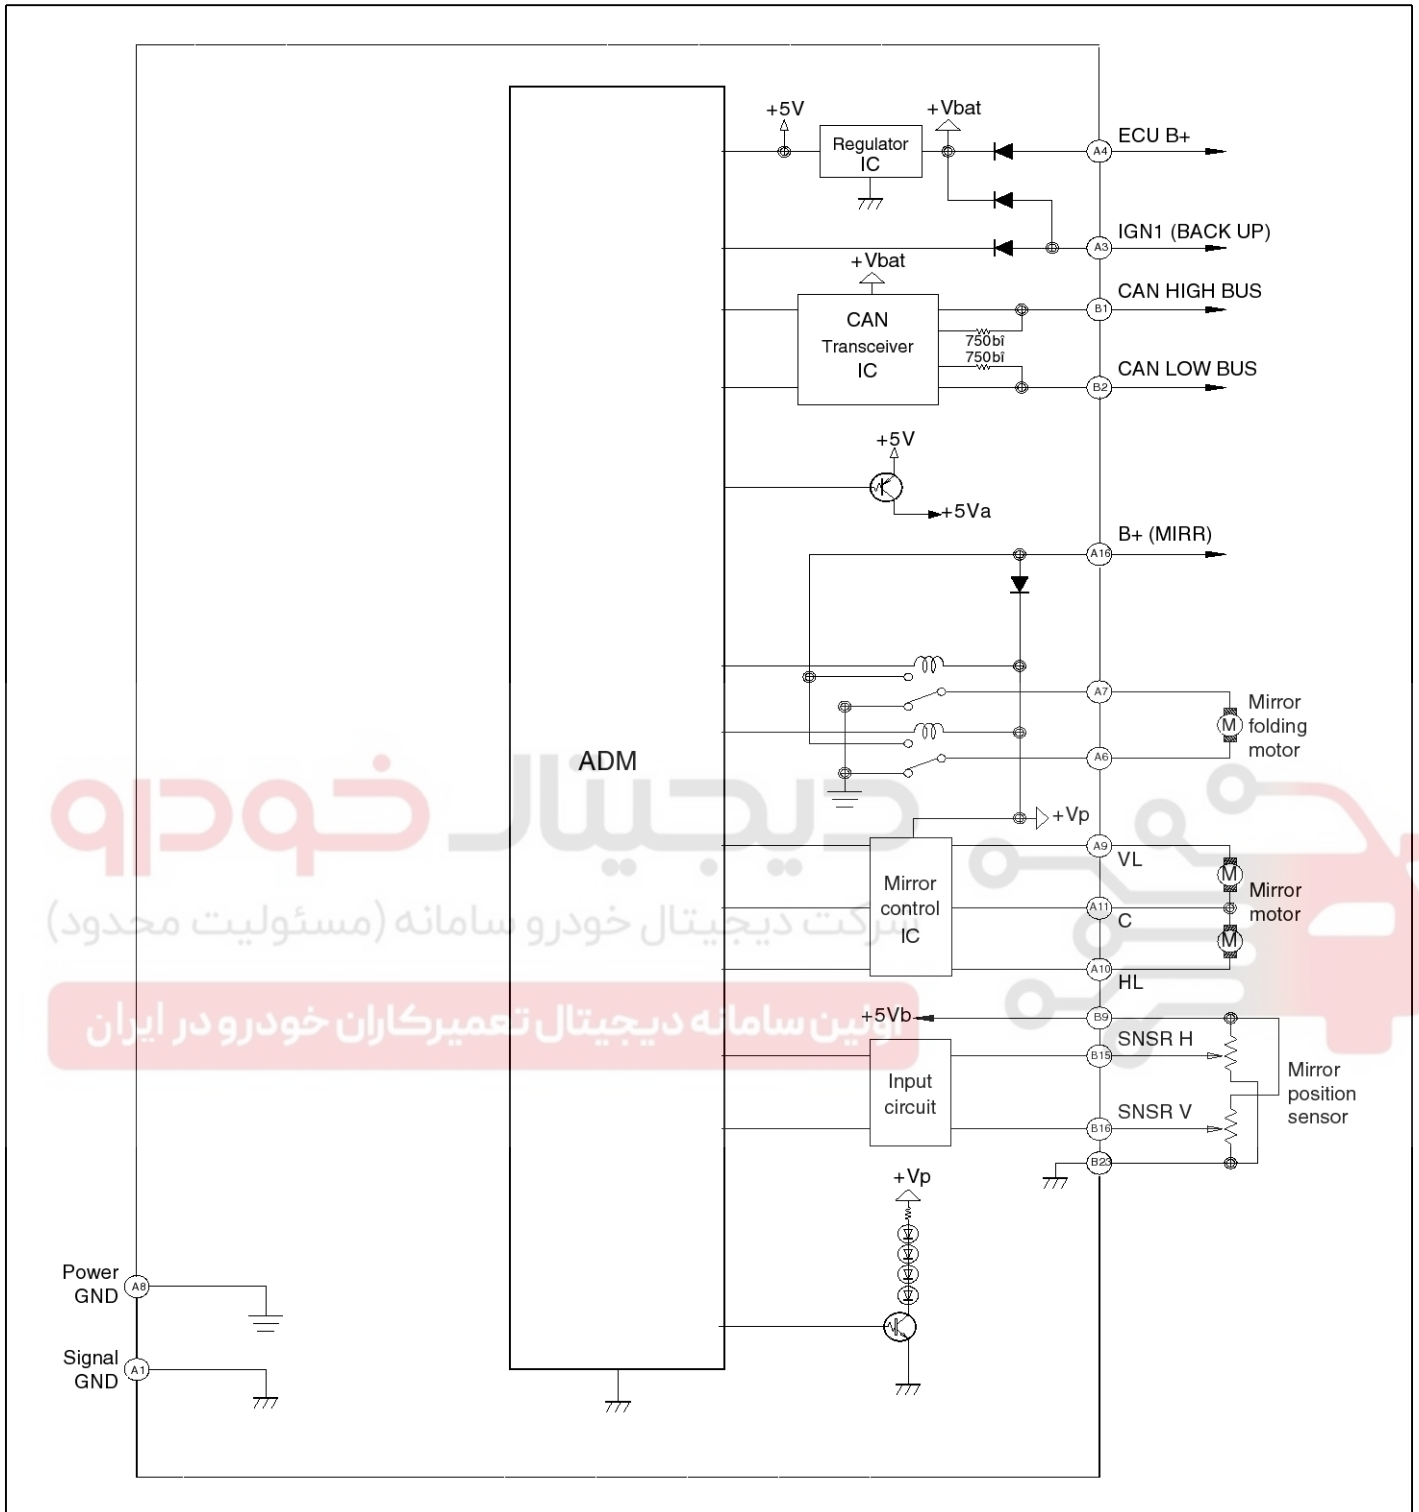 +5V
+Vbat
Regulator
IC
A4
ECU B+
A3
IGN1 (BACK UP)
+Vbat
CAN
Transceiver
IC
750bî
750bî
B1
CAN HIGH BUS
B2
CAN LOW BUS
+5V
+5Va
A16
B+ (MIRR)
A7
A6
M
Mirror
folding
motor
ADM
+Vp
Mirror
control
IC
A9
VL
A11
C
A10
HL
M
M
Mirror
motor
+5Vb
B9
Input
circuit
B15
SNSR H
B16
SNSR V
B23
Mirror
position
sensor
+Vp
Power
GND
A8
Signal
GND
A1
دیجیتال خودرو
شرکت دیجیتال خودرو سامانه (مسئولیت محدود)
اولین سامانه دیجیتال تعمیرکاران خودرو در ایران